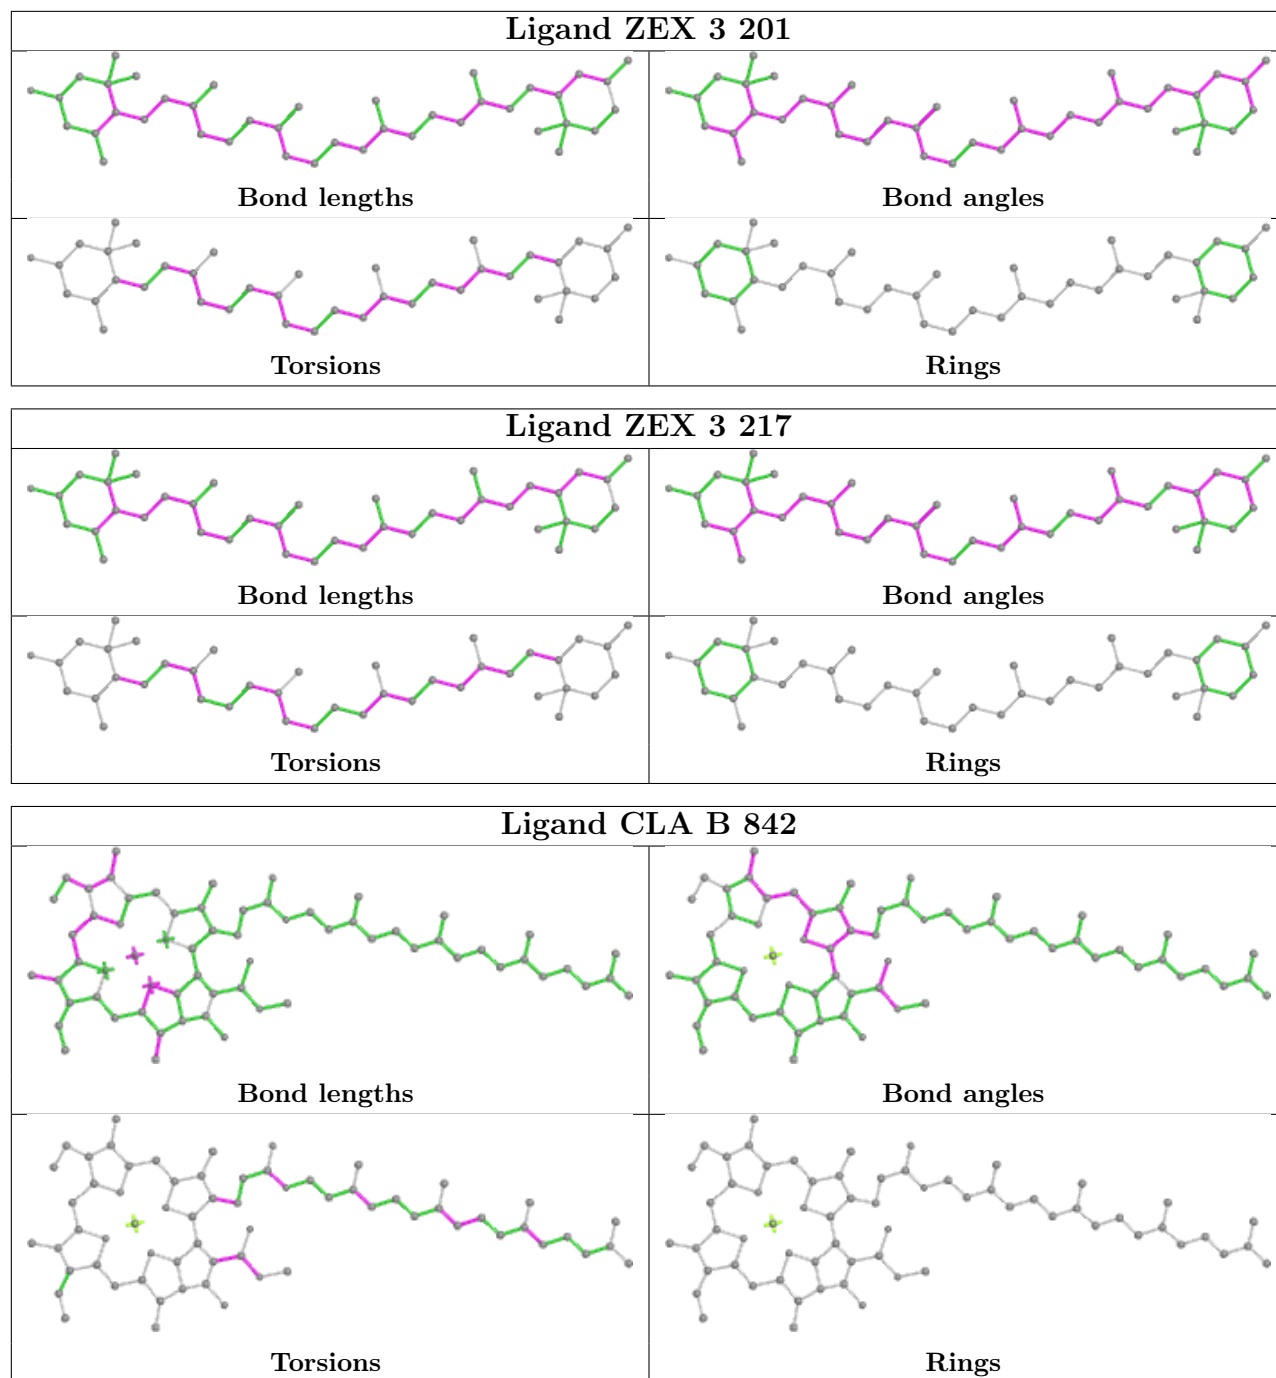 Ligand ZEX 3 201
Bond lengths
Bond angles
Torsions
Rings
Ligand ZEX 3 217
Bond lengths
Bond angles
Torsions
Rings
Ligand CLA B 842
Bond lengths
Bond angles
Torsions
Rings